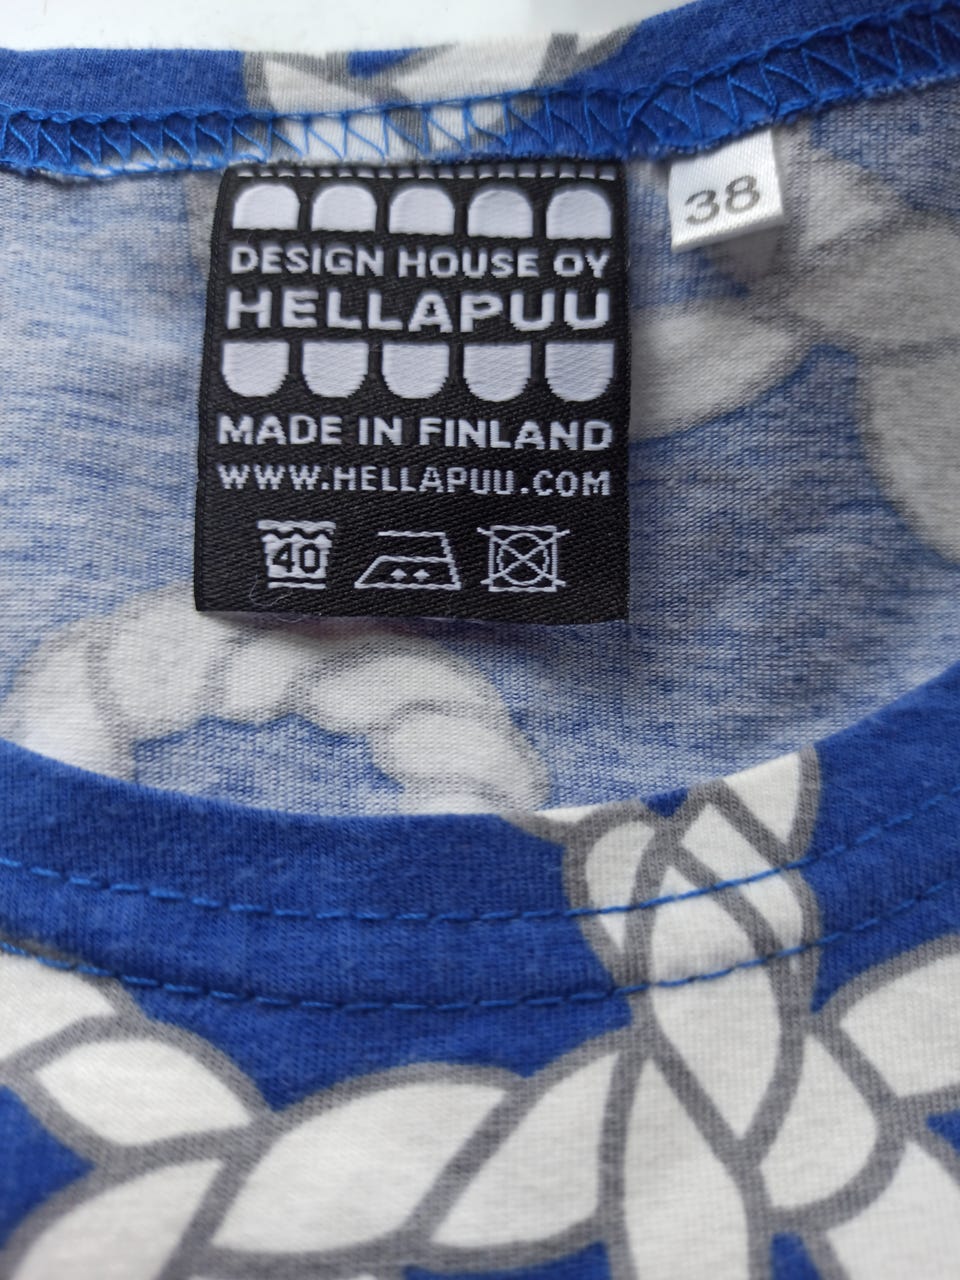 DESIGN HOUSE OY
HELLAPUU
MADE IN FINLAND
WWW.HELLAPUU.COM
40
38